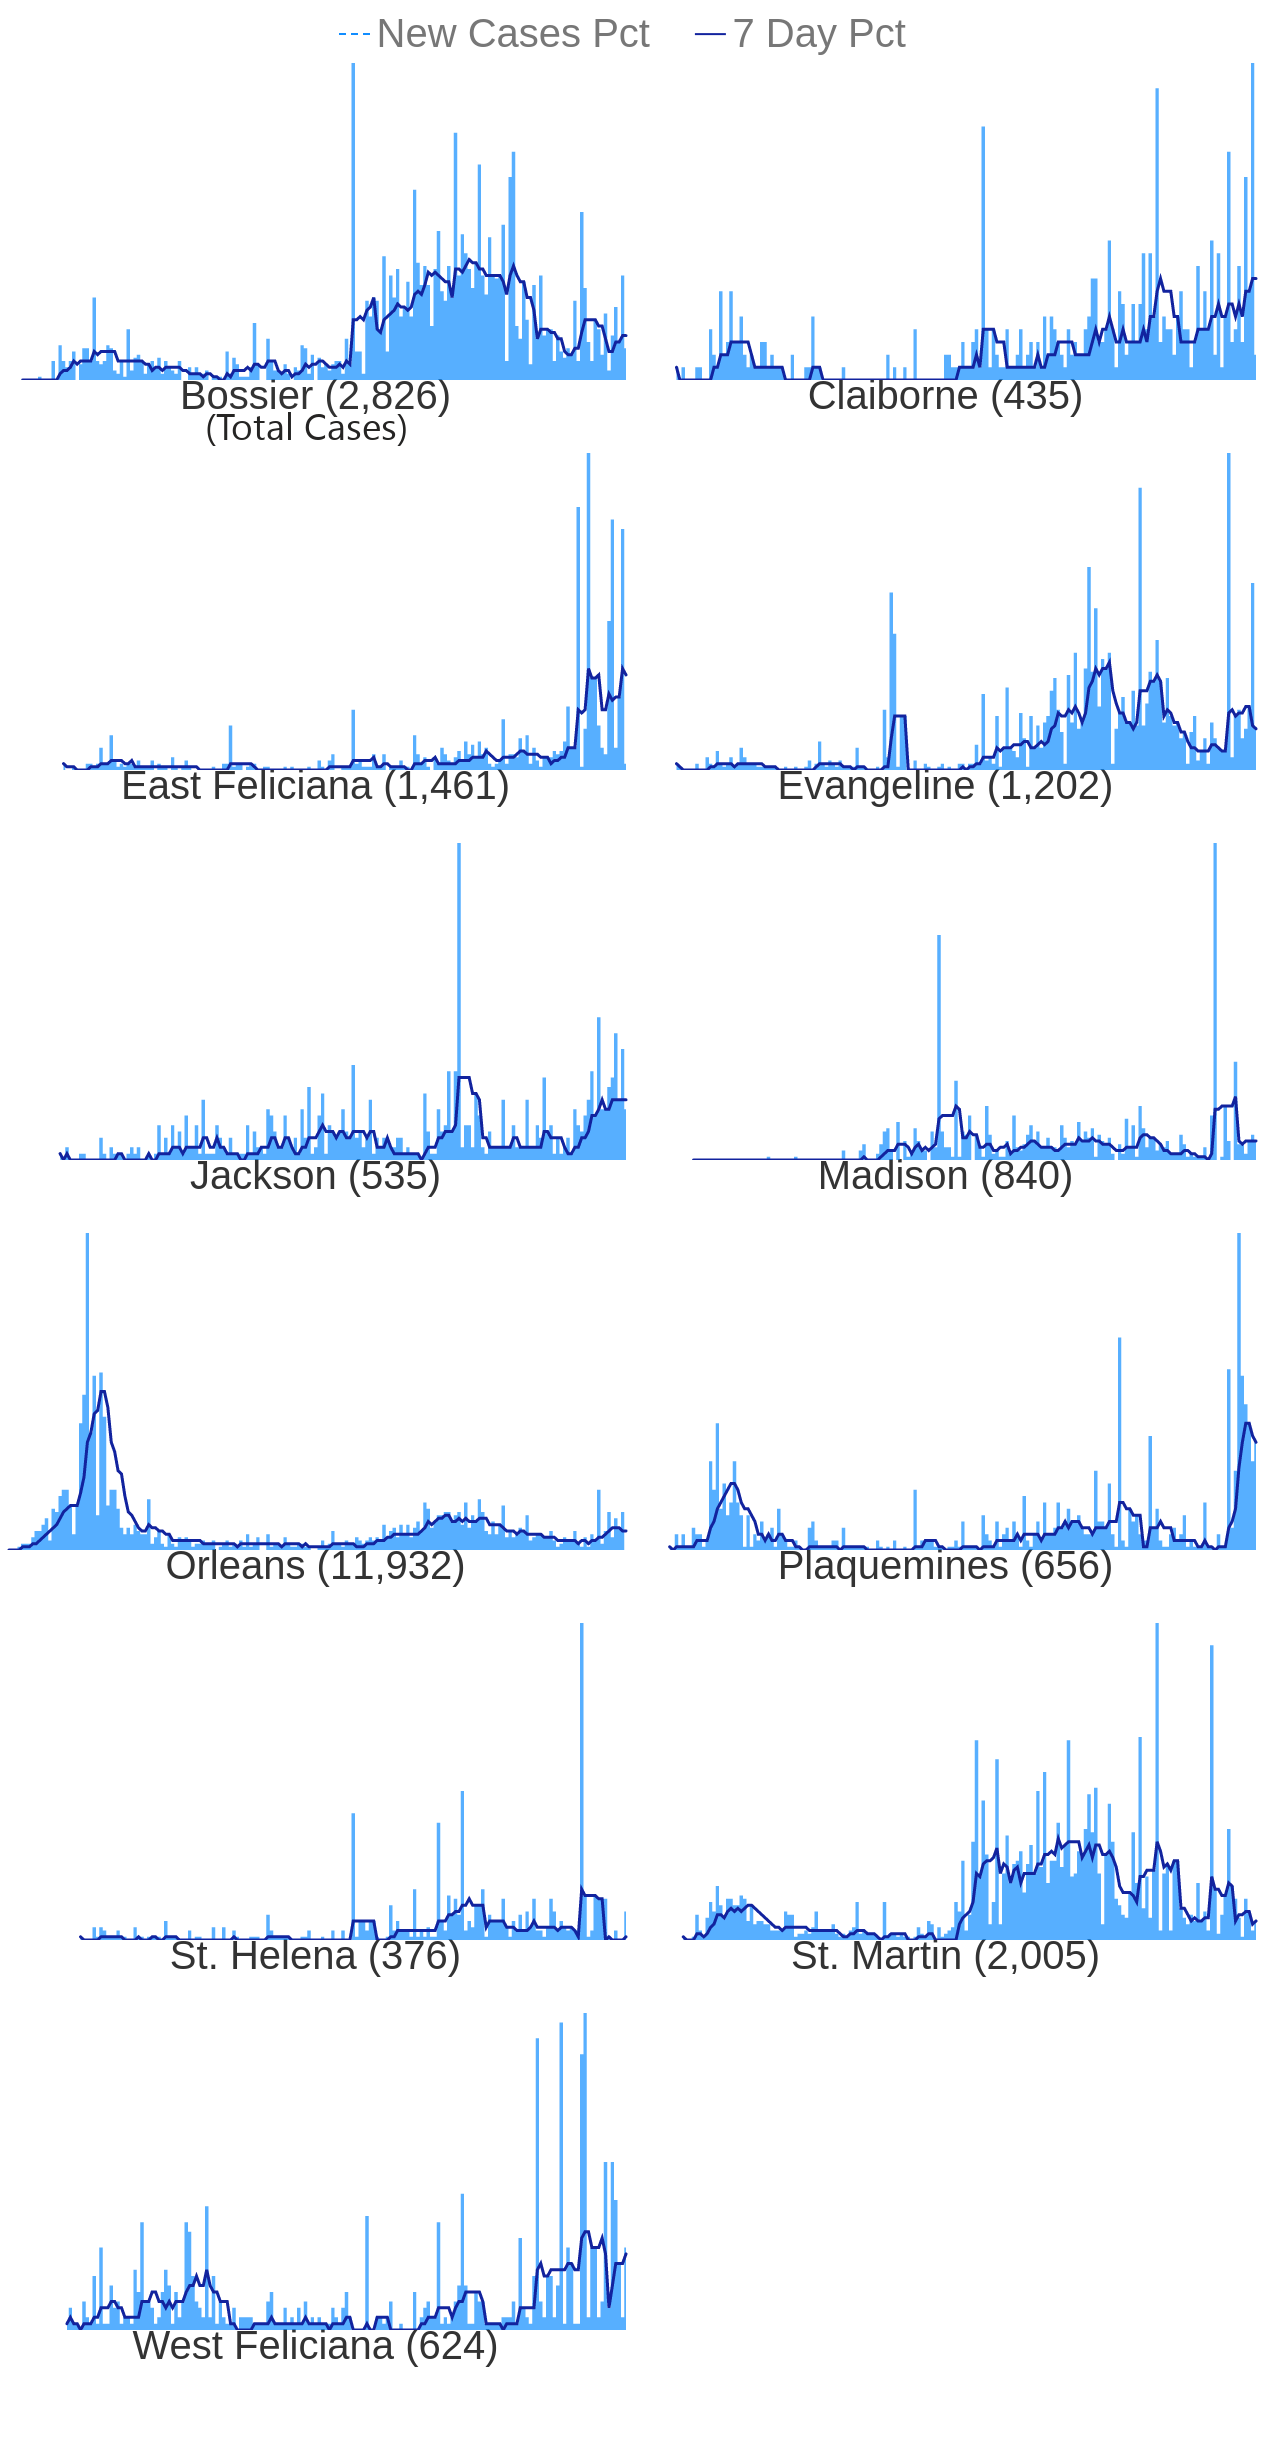 New Cases Pct 7 Day Pct
Bossier (2,826) Claiborne (435)
(Total Cases)
East Feliciana (1,461) Evangeline (1,202)
Jackson (535) Madison (840)
Orleans (11,932) Plaquemines (656)
St. Helena (376) St. Martin (2,005)
West Feliciana (624)